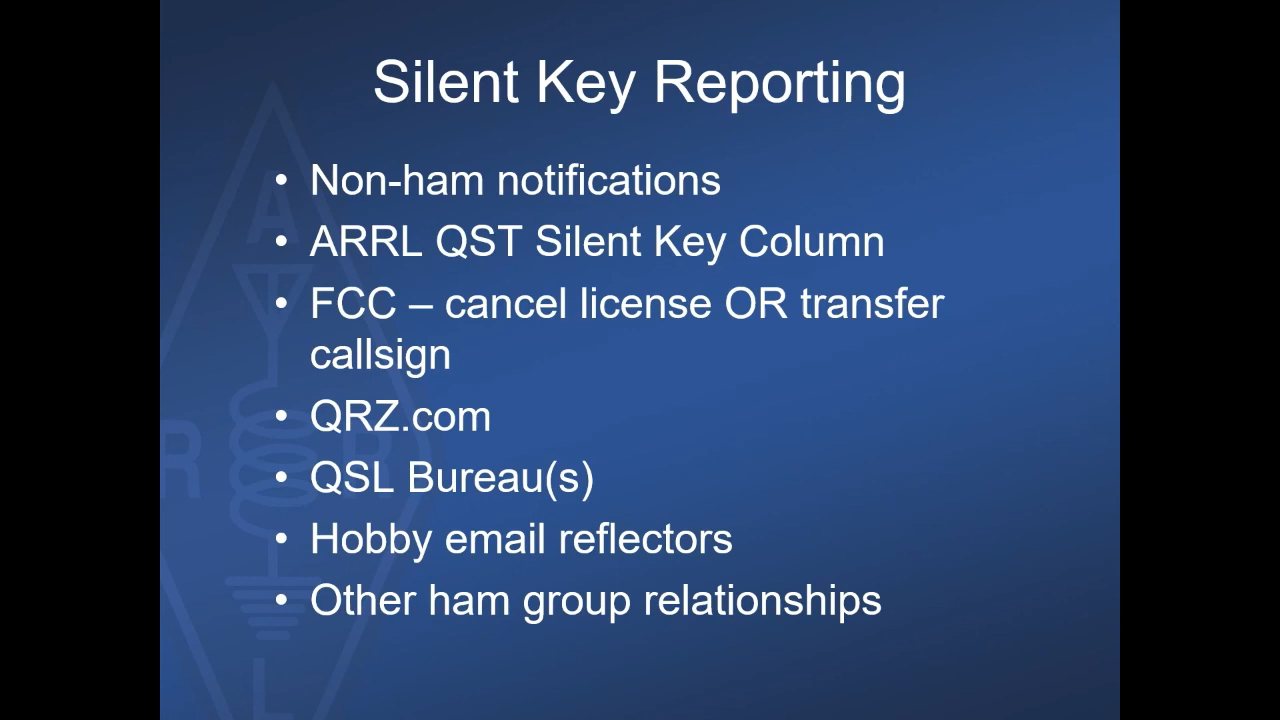 Silent Key Reporting
• Non-ham notifications
• ARRL QST Silent Key Column
• FCC – cancel license OR transfer
callsign
• QRZ.com
• QSL Bureau(s)
• Hobby email reflectors
• Other ham group relationships
A
R R
L